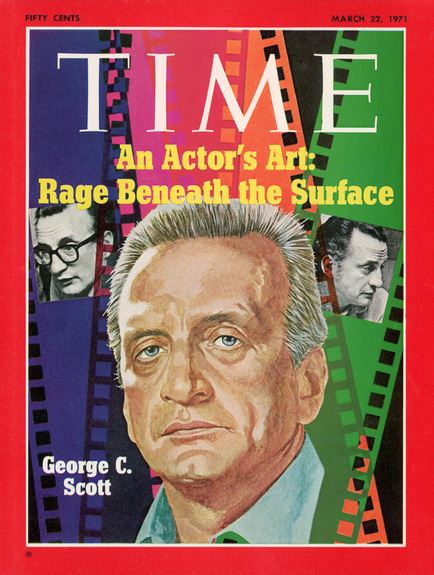 FIFTY CENTS
MARCH 22, 1971
TIME
An Actor's Art:
Rage Beneath the Surface
George C.
Scott
®